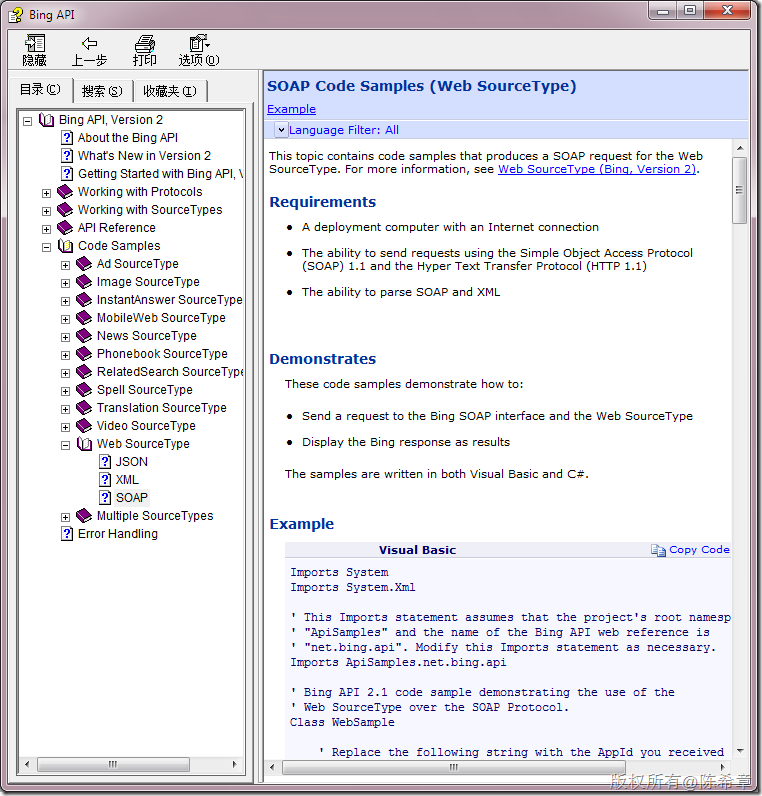 Bing API
隐藏
上一步
打印
选项(O)
目录(C)
搜索(S)
收藏夹(I)
Bing API, Version 2
About the Bing API
What's New in Version 2
Getting Started with Bing API, V
Working with Protocols
Working with SourceTypes
API Reference
Code Samples
Ad SourceType
Image SourceType
InstantAnswer SourceType
MobileWeb SourceType
News SourceType
Phonebook SourceType
RelatedSearch SourceType
Spell SourceType
Translation SourceType
Video SourceType
Web SourceType
JSON
XML
SOAP
Multiple SourceTypes
Error Handling
SOAP Code Samples (Web SourceType)
Example
Language Filter: All
This topic contains code samples that produces a SOAP request for the Web
SourceType. For more information, see Web SourceType (Bing, Version 2).
Requirements
• A deployment computer with an Internet connection
• The ability to send requests using the Simple Object Access Protocol
(SOAP) 1.1 and the Hyper Text Transfer Protocol (HTTP 1.1)
• The ability to parse SOAP and XML
Demonstrates
These code samples demonstrate how to:
• Send a request to the Bing SOAP interface and the Web SourceType
• Display the Bing response as results
The samples are written in both Visual Basic and C#.
Example
Visual Basic
Copy Code
Imports System
Imports System.Xml
' This Imports statement assumes that the project's root namesp
' "ApiSamples" and the name of the Bing API web reference is
' "net.bing.api". Modify this Imports statement as necessary.
Imports ApiSamples.net.bing.api
' Bing API 2.1 code sample demonstrating the use of the
' Web SourceType over the SOAP Protocol.
Class WebSample
' Replace the following string with the AppId you received
版权所有@陈希章